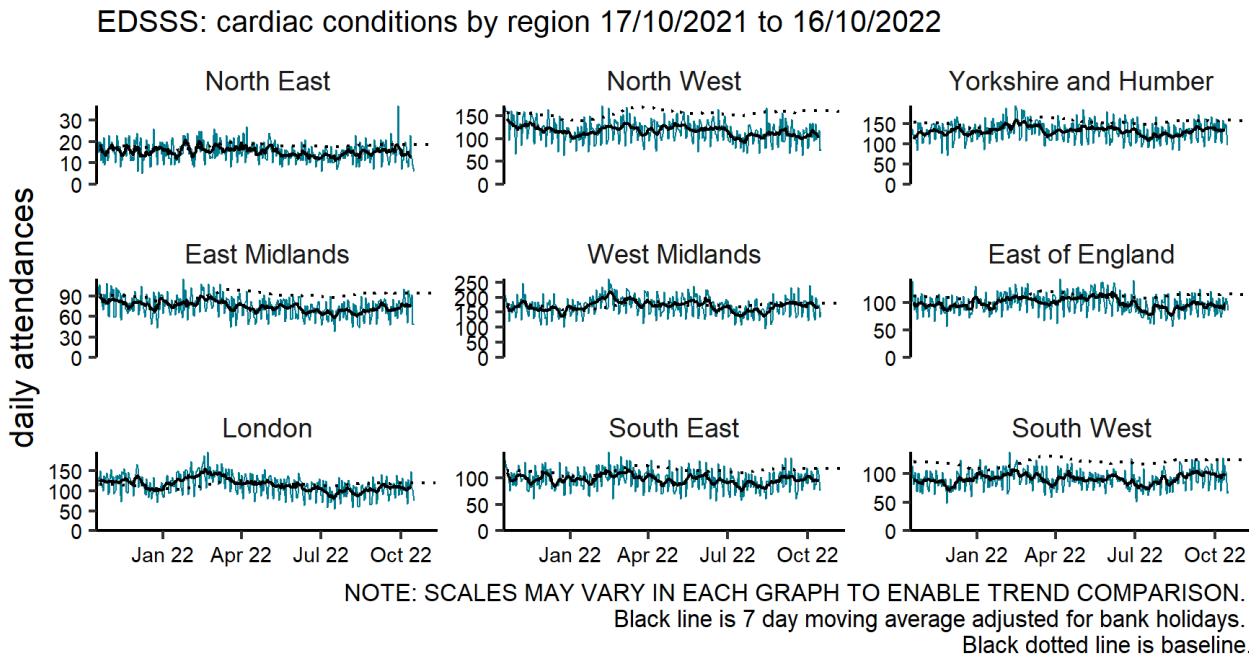 EDSSS: cardiac conditions by region 17/10/2021 to 16/10/2022
daily attendances
North East
30
20
10
0
North West
150
100
50
0
Yorkshire and Humber
150
100
50
0
East Midlands
90
60
30
0
West Midlands
250
200
150
100
50
0
East of England
100
50
0
London
150
100
50
0
Jan 22 Apr 22 Jul 22 Oct 22
South East
100
50
0
Jan 22 Apr 22 Jul 22 Oct 22
South West
100
50
0
Jan 22 Apr 22 Jul 22 Oct 22
NOTE: SCALES MAY VARY IN EACH GRAPH TO ENABLE TREND COMPARISON.
Black line is 7 day moving average adjusted for bank holidays.
Black dotted line is baseline.